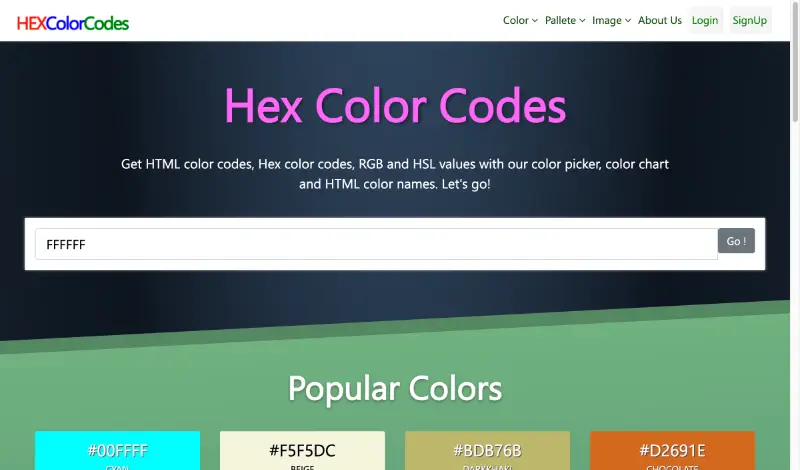 HEXColorCodes
Color Pallete Image About Us Login SignUp
Hex Color Codes
Get HTML color codes, Hex color codes, RGB and HSL values with our color picker, color chart
and HTML color names. Let's go!
FFFFFF Go !
Popular Colors
#00FFFF #F5F5DC #BDB76B #D2691E
CYAN BEIGE DARKKHAKI CHOCOLATE